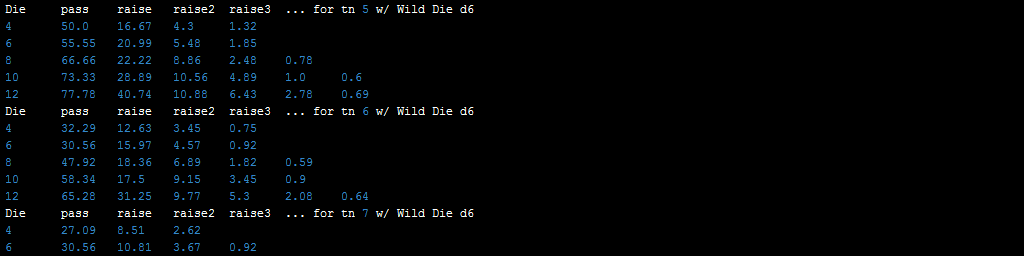 Die pass raise raise2 raise3 ... for tn 5 w/ Wild Die d6
4 50.0 16.67 4.3 1.32
6 55.55 20.99 5.48 1.85
8 66.66 22.22 8.86 2.48 0.78
10 73.33 28.89 10.56 4.89 1.0 0.6
12 77.78 40.74 10.88 6.43 2.78 0.69
Die pass raise raise2 raise3 ... for tn 6 w/ Wild Die d6
4 32.29 12.63 3.45 0.75
6 30.56 15.97 4.57 0.92
8 47.92 18.36 6.89 1.82 0.59
10 58.34 17.5 9.15 3.45 0.9
12 65.28 31.25 9.77 5.3 2.08 0.64
Die pass raise raise2 raise3 ... for tn 7 w/ Wild Die d6
4 27.09 8.51 2.62
6 30.56 10.81 3.67 0.92